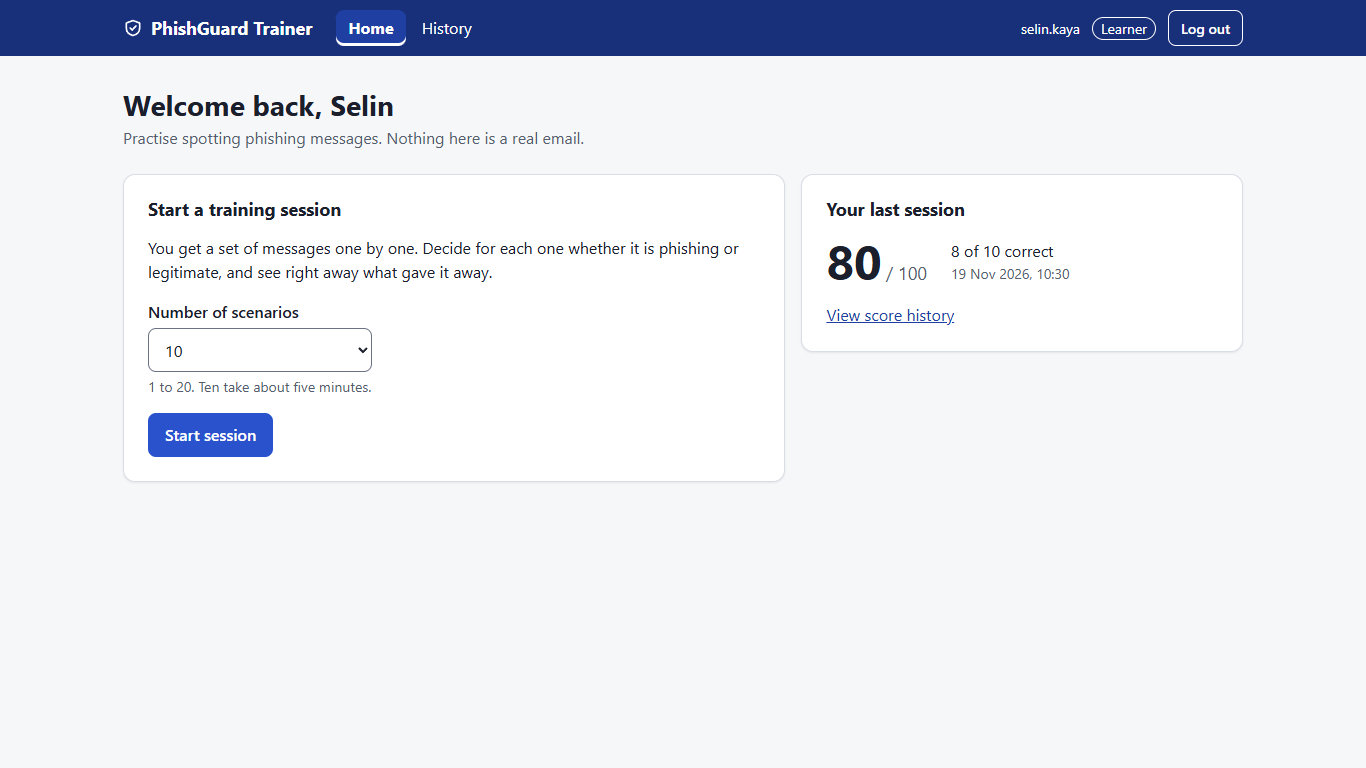 PhishGuard Trainer
Home
History
selin.kaya
Learner
Log out
Welcome back, Selin
Practise spotting phishing messages. Nothing here is a real email.
Start a training session
You get a set of messages one by one. Decide for each one whether it is phishing or
legitimate, and see right away what gave it away.
Number of scenarios
10
1 to 20. Ten take about five minutes.
Start session
Your last session
80 / 100
8 of 10 correct
19 Nov 2026, 10:30
View score history